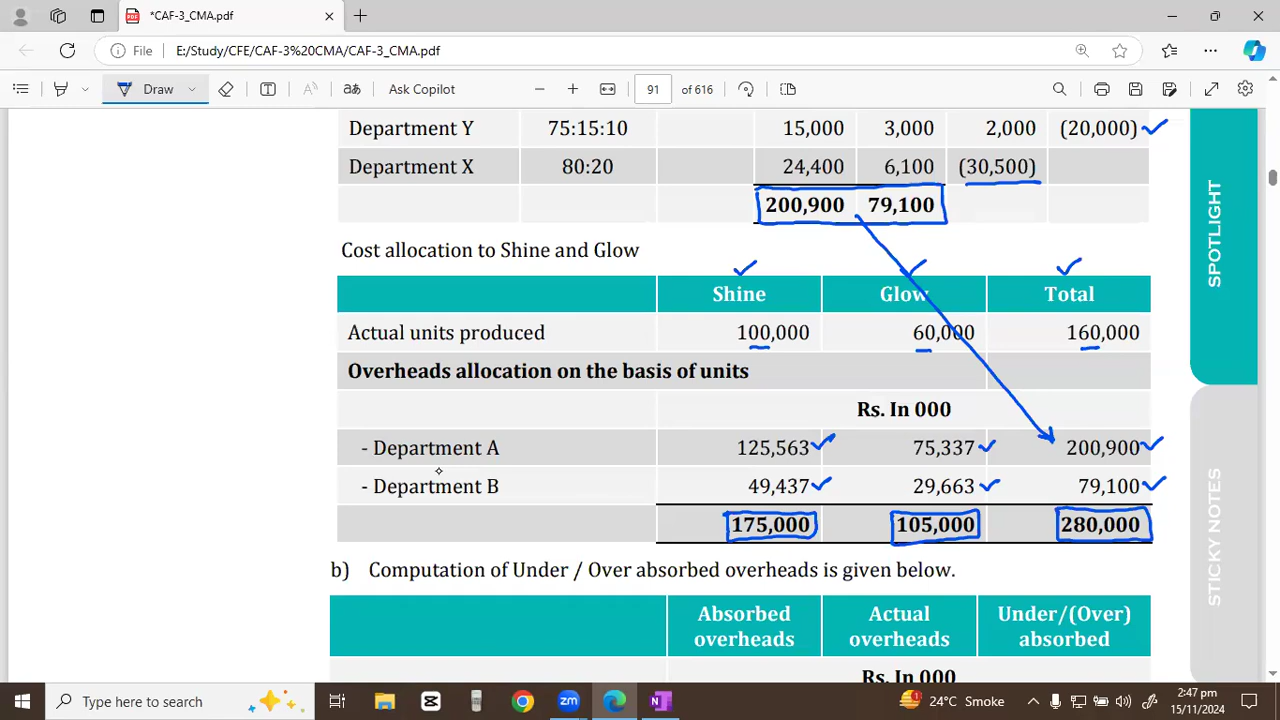 *CAF-3_CMA.pdf
File E:/Study/CFE/CAF-3%20CMA/CAF-3_CMA.pdf
Draw Ask Copilot 91 of 616
Department Y 75:15:10 15,000 3,000 2,000 (20,000)
Department X 80:20 24,400 6,100 (30,500)
200,900 79,100
Cost allocation to Shine and Glow
Shine Glow Total
Actual units produced 100,000 60,000 160,000
Overheads allocation on the basis of units
Rs. In 000
- Department A 125,563 75,337 200,900
- Department B 49,437 29,663 79,100
175,000 105,000 280,000
b) Computation of Under / Over absorbed overheads is given below.
Absorbed overheads Actual overheads Under/(Over) absorbed
Rs. In 000
SPOTLIGHT
STICKY NOTES
Type here to search
24°C Smoke
2:47 pm
15/11/2024